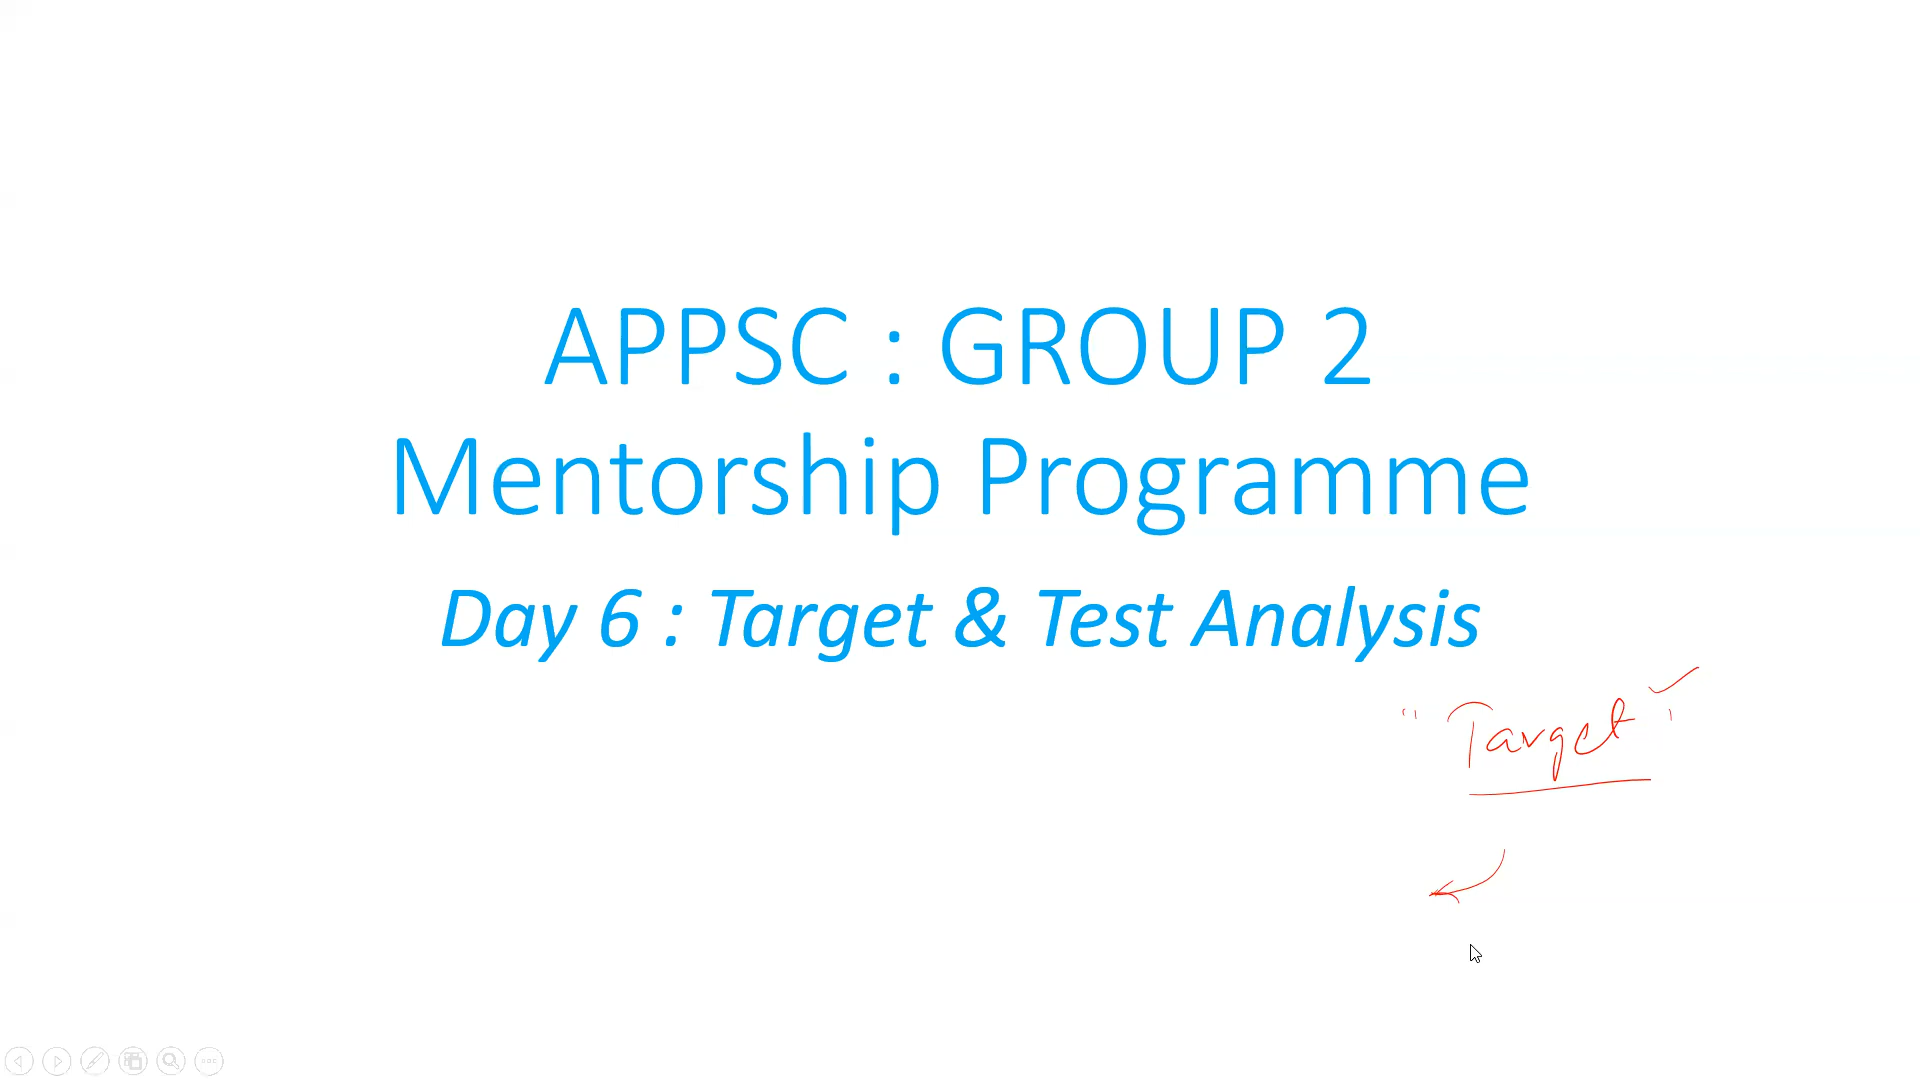 APPSC : GROUP 2
Mentorship Programme
Day 6 : Target & Test Analysis
"Target"